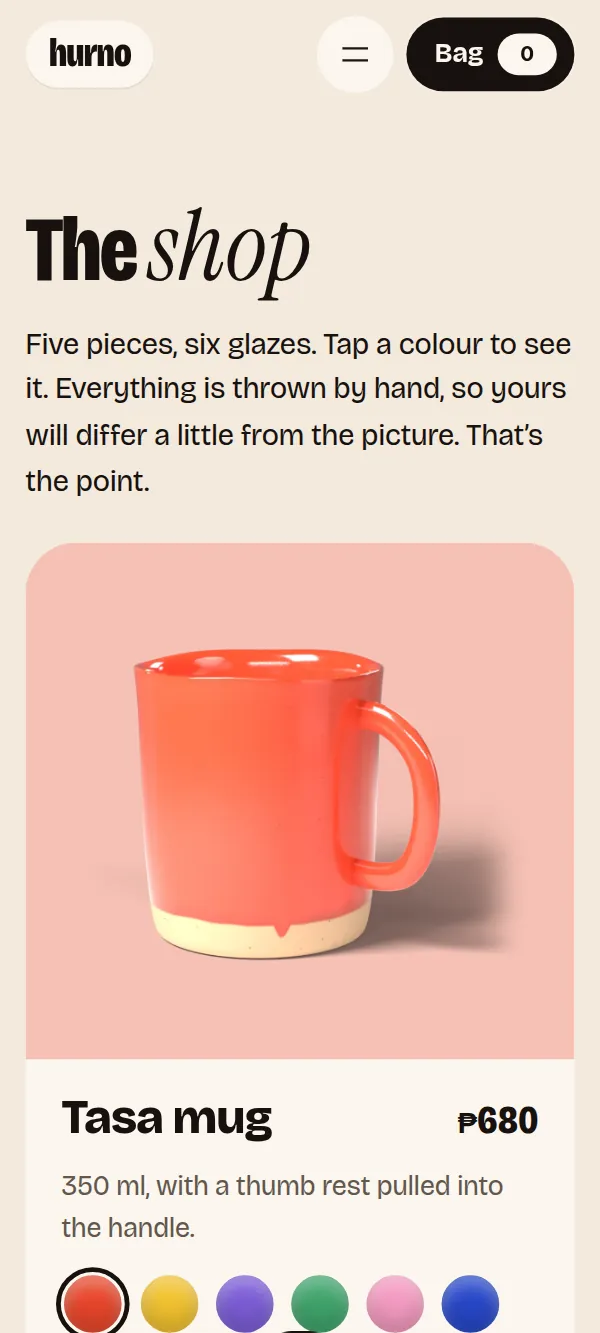 hurno
Bag 0
The shop
Five pieces, six glazes. Tap a colour to see
it. Everything is thrown by hand, so yours
will differ a little from the picture. That’s
the point.
Tasa mug
₱680
350 ml, with a thumb rest pulled into
the handle.